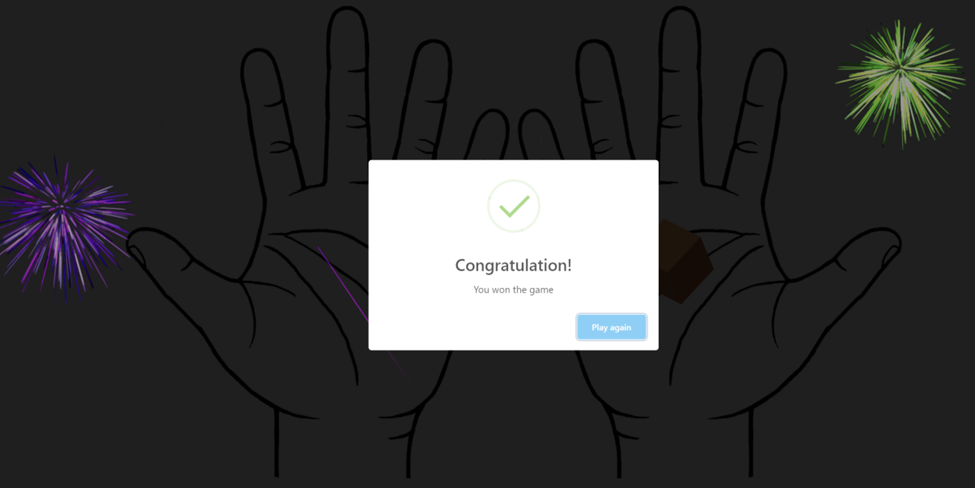 Congratulation!
You won the game
Play again